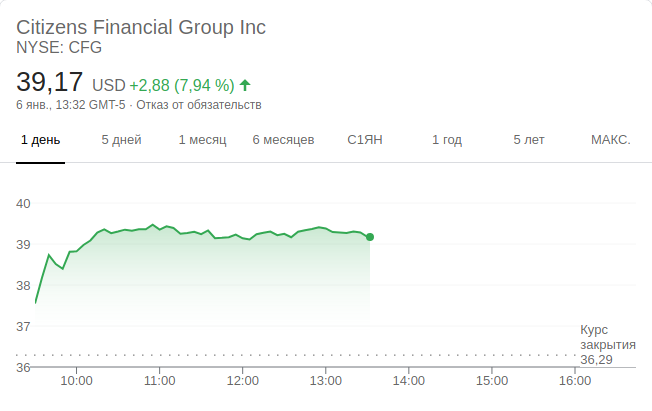 Citizens Financial Group Inc
NYSE: CFG
39,17 USD +2,88 (7,94 %)
6 янв., 13:32 GMT-5 · Отказ от обязательств
1 день 5 дней 1 месяц 6 месяцев С1ЯН 1 год 5 лет МАКС.
40
39
38
37
36
Курс
закрытия
36,29
10:00 11:00 12:00 13:00 14:00 15:00 16:00